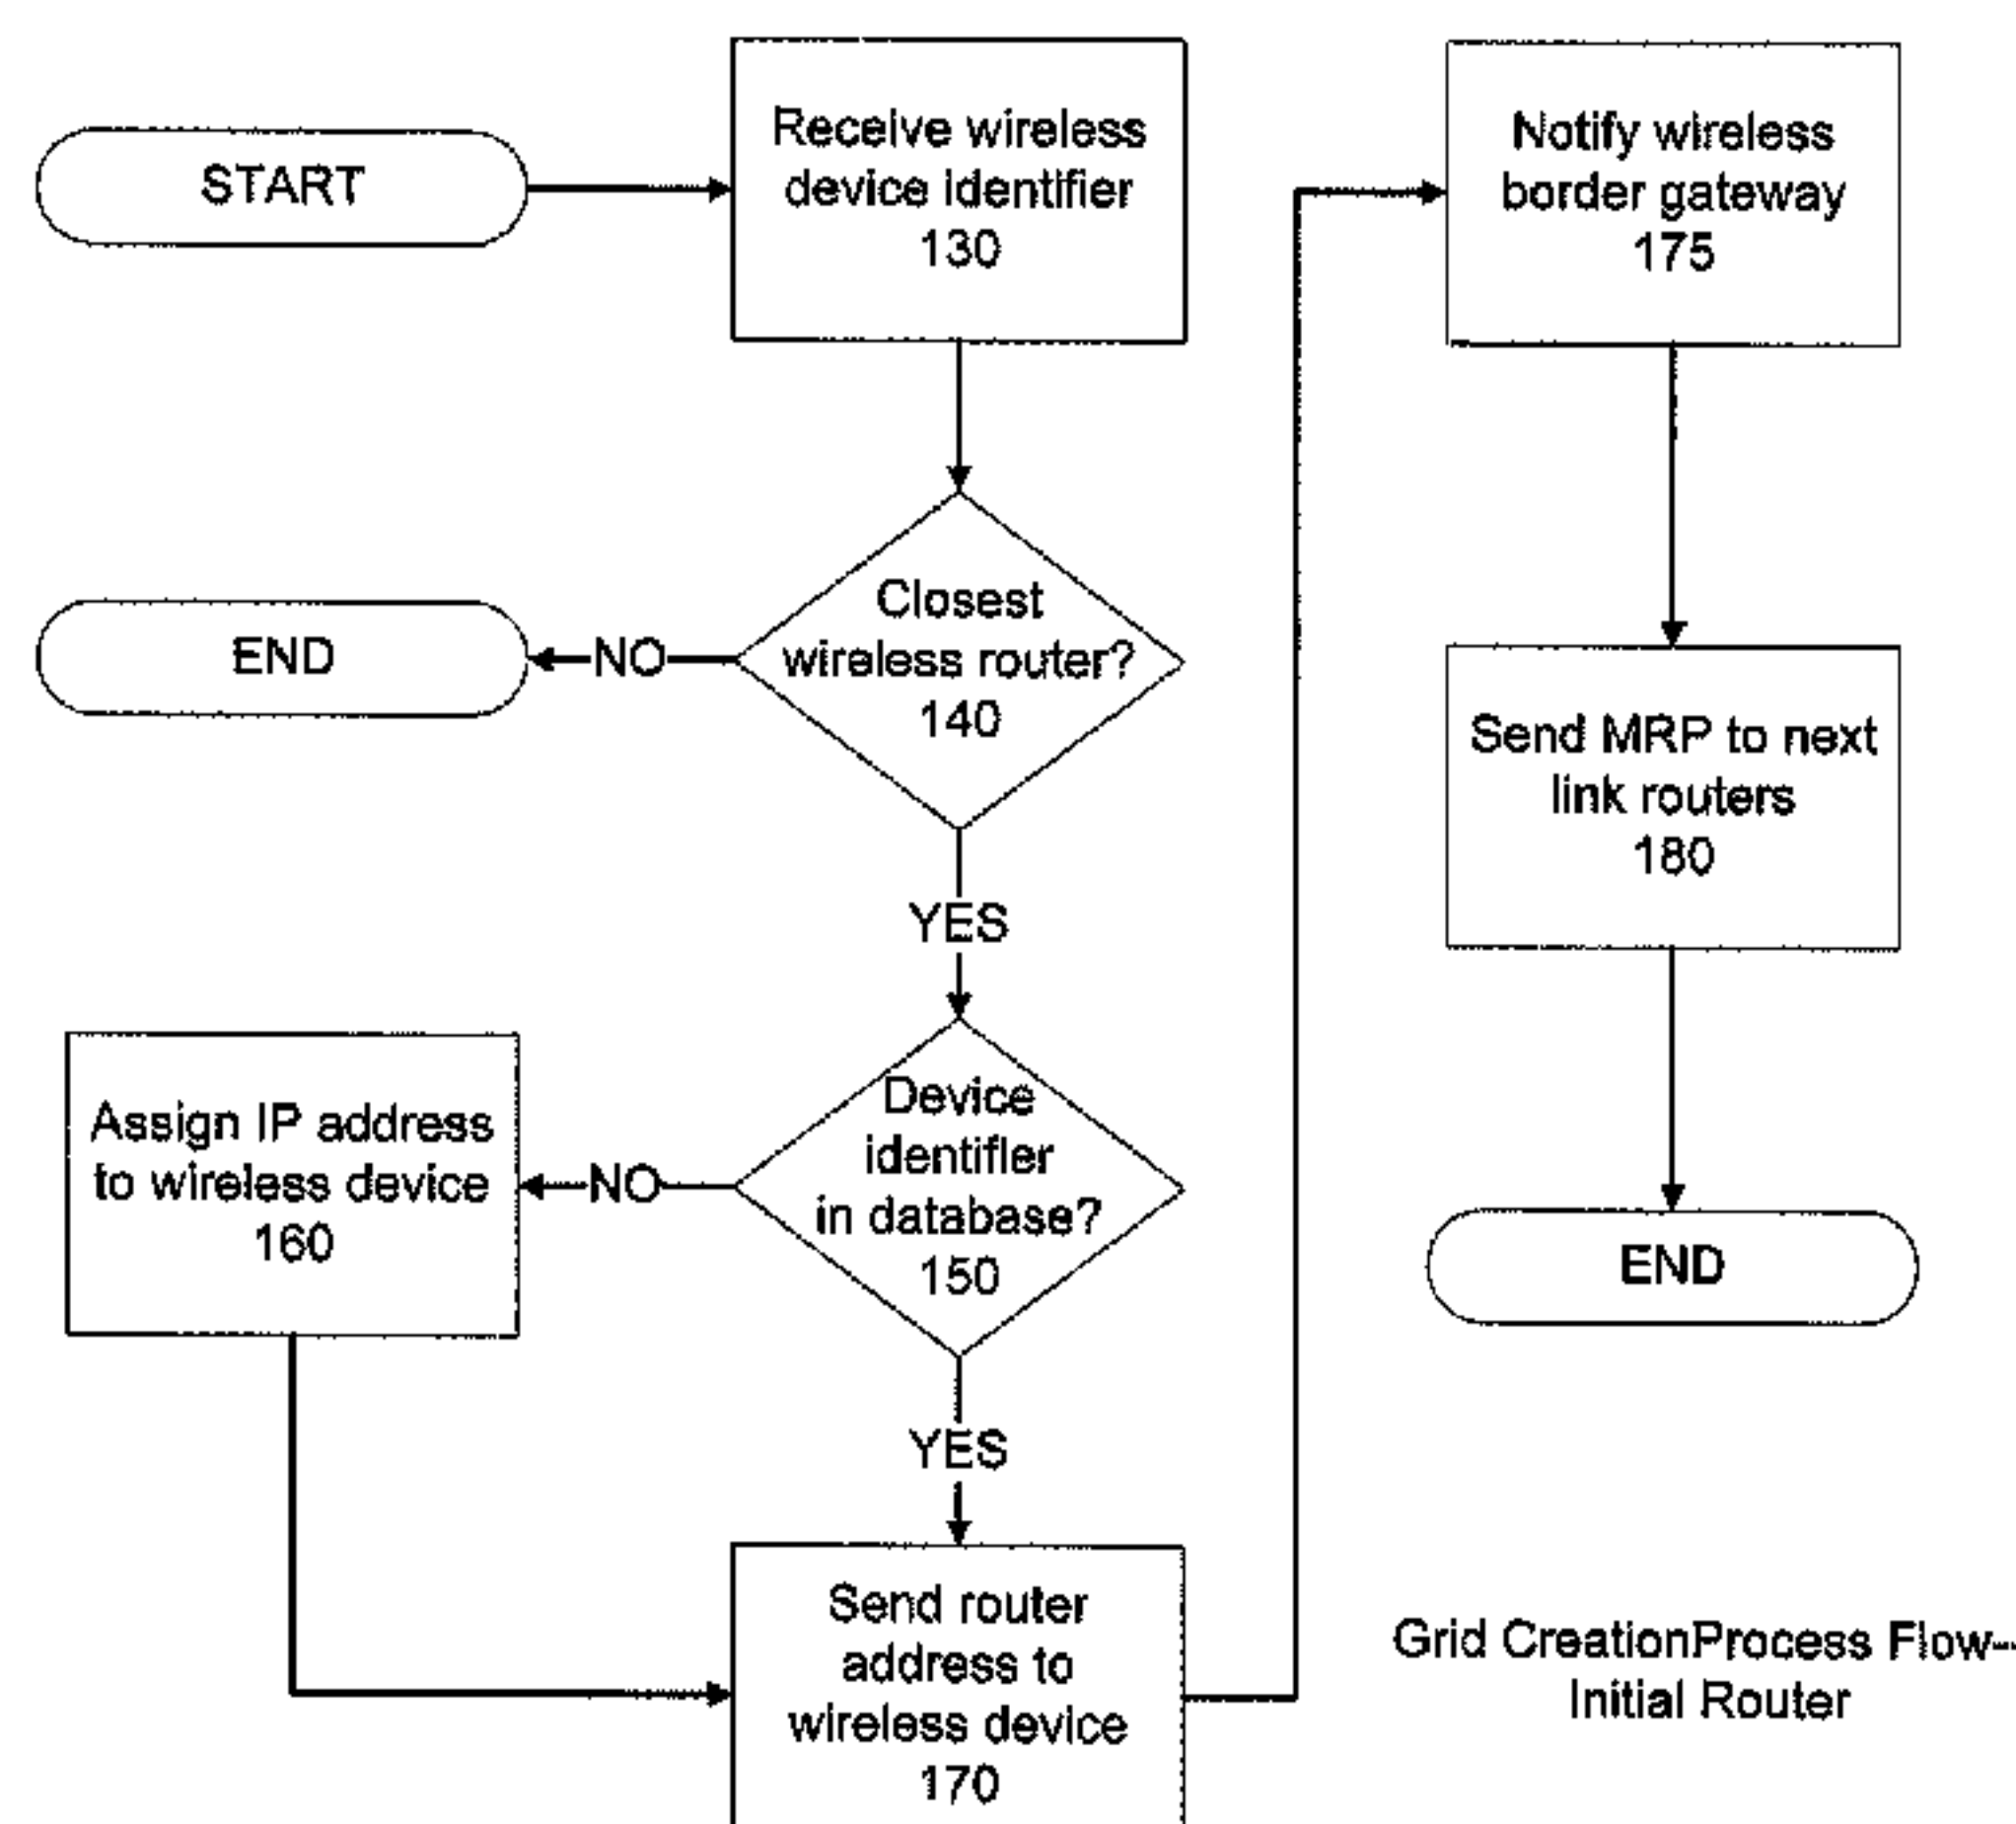 START
Receive wireless
device identifier
130
Closest
wireless router?
140
NO
END
YES
Device
identifier
in database?
150
NO
Assign IP address
to wireless device
160
YES
Send router
address to
wireless device
170
Notify wireless
border gateway
175
Send MRP to next
link routers
180
END
Grid CreationProcess Flow--
Initial Router